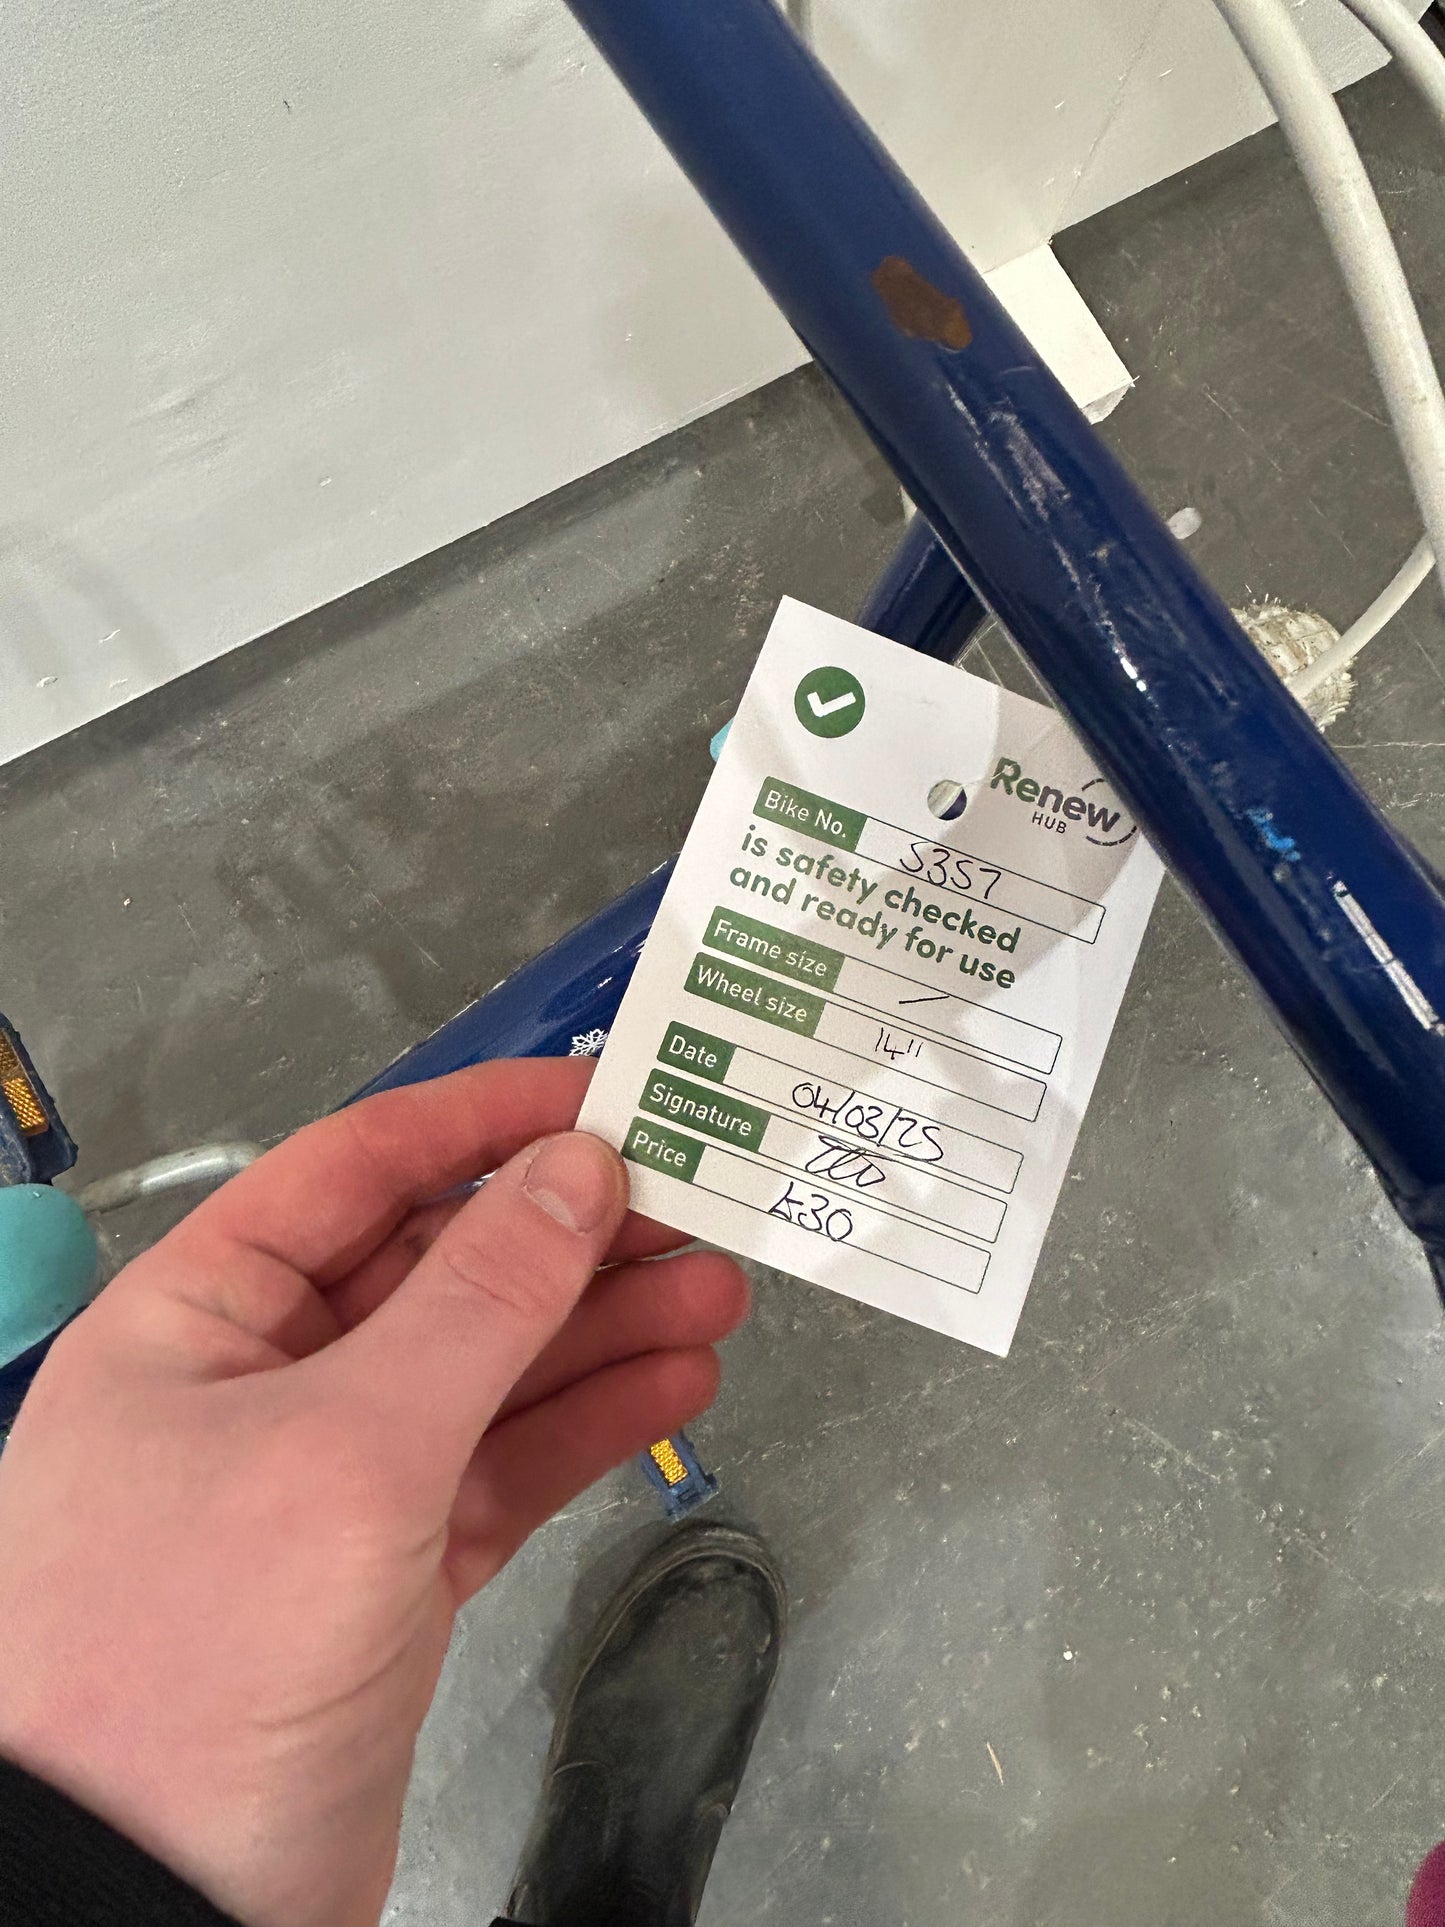 Renew
HUB
Bike No. 5357
is safety checked
and ready for use
Frame size /
Wheel size 14"
Date 04/03/25
Signature
Price £30